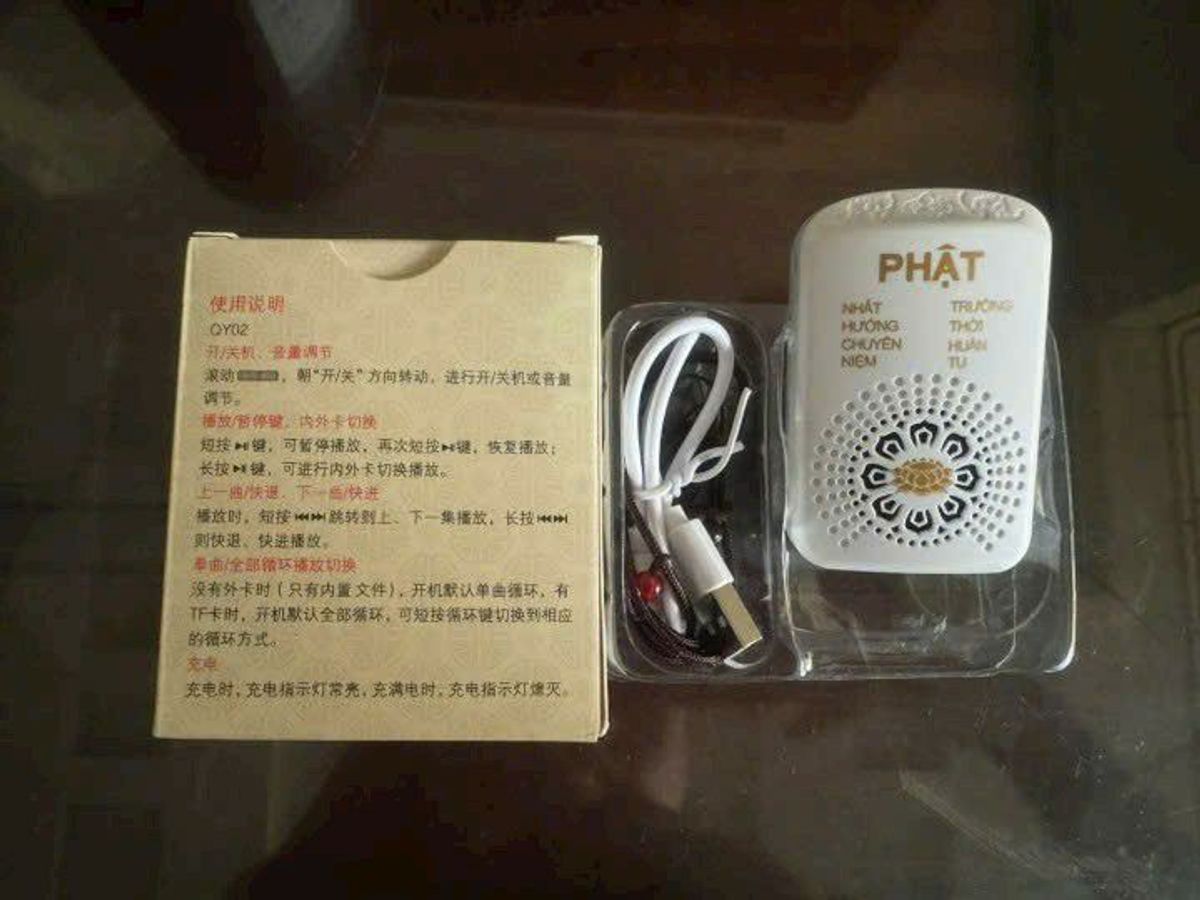 使用说明
QY02
开/关机、音量调节
滚动，朝“开/关”方向转动，进行开/关机或音量
调节。
播放/暂停键、内外卡切换
短按⏯键，可暂停播放，再次短按⏯键，恢复播放；
长按⏯键，可进行内外卡切换播放。
上一曲/快退、下一曲/快进
播放时，短按⏮⏭跳转到上、下一集播放，长按⏮⏭
则快退、快进播放。
单曲/全部循环播放切换
没有外卡时（只有内置文件），开机默认单曲循环，有
TF卡时，开机默认全部循环，可短按循环键切换到相应
的循环方式。
充电
充电时，充电指示灯常亮，充满电时，充电指示灯熄灭。
PHẬT
NHẤT
HƯỚNG
CHUYÊN
NIỆM
TRƯỜNG
THỜI
HUÂN
TU